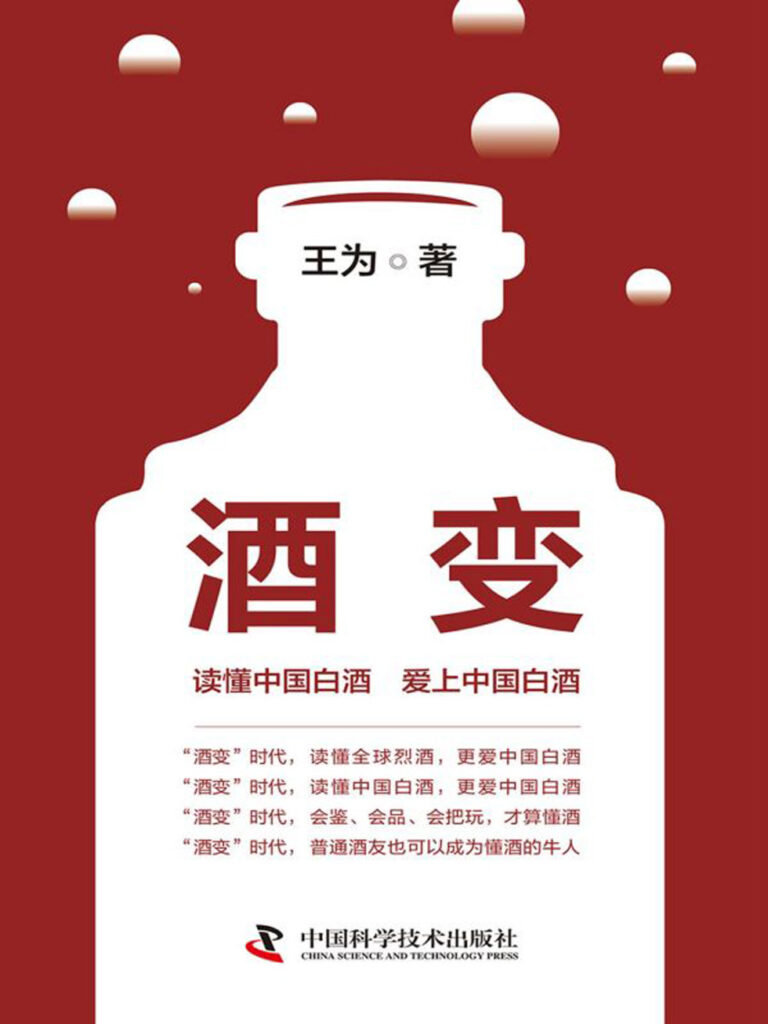 王为◎著
酒变
读懂中国白酒 爱上中国白酒
“酒变”时代，读懂全球烈酒，更爱中国白酒
“酒变”时代，读懂中国白酒，更爱中国白酒
“酒变”时代，会鉴、会品、会把玩，才算懂酒
“酒变”时代，普通酒友也可以成为懂酒的牛人
中国科学技术出版社
CHINA SCIENCE AND TECHNOLOGY PRESS